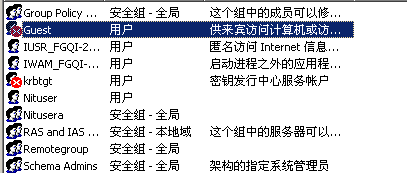 Group Policy ... 安全组 - 全局 这个组中的成员可以修...
Guest 用户 供来宾访问计算机或访...
IUSR_FGQI-2... 用户 匿名访问 Internet 信息...
IWAM_FGQI-... 用户 启动进程之外的应用程...
krbtgt 用户 密钥发行中心服务帐户
Nituser 用户
Nitusera 安全组 - 全局
RAS and IAS ... 安全组 - 本地域 这个组中的服务器可以...
Remotegroup 安全组 - 全局
Schema Admins 安全组 - 全局 架构的指定系统管理员